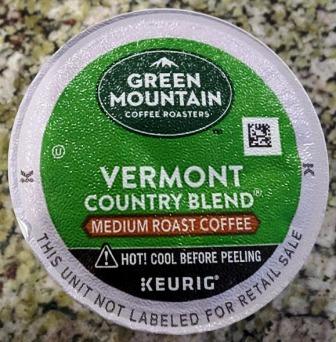 GREEN
MOUNTAIN
COFFEE ROASTERS®
VERMONT
COUNTRY BLEND®
MEDIUM ROAST COFFEE
HOT! COOL BEFORE PEELING
KEURIG®
THIS UNIT NOT LABELED FOR RETAIL SALE
U
K
K